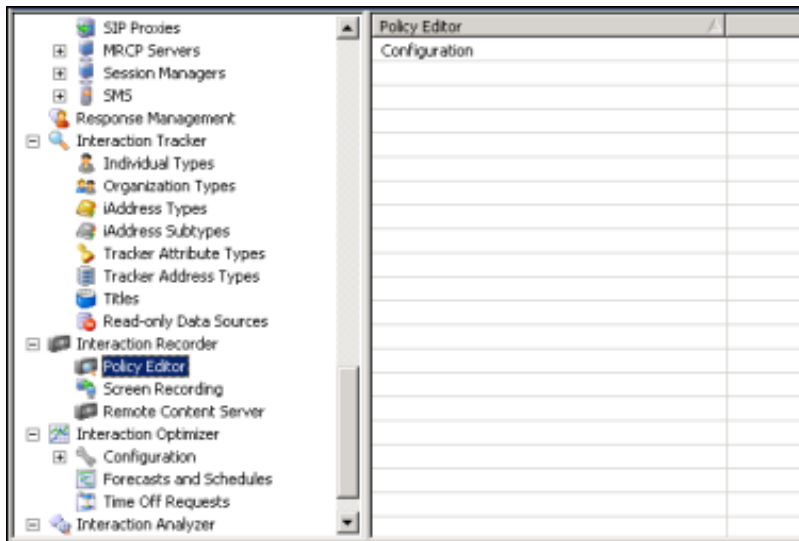 SIP Proxies
MRCP Servers
Session Managers
SMS
Response Management
Interaction Tracker
Individual Types
Organization Types
iAddress Types
iAddress Subtypes
Tracker Attribute Types
Tracker Address Types
Titles
Read-only Data Sources
Interaction Recorder
Policy Editor
Screen Recording
Remote Content Server
Interaction Optimizer
Configuration
Forecasts and Schedules
Time Off Requests
Interaction Analyzer
Policy Editor
Configuration